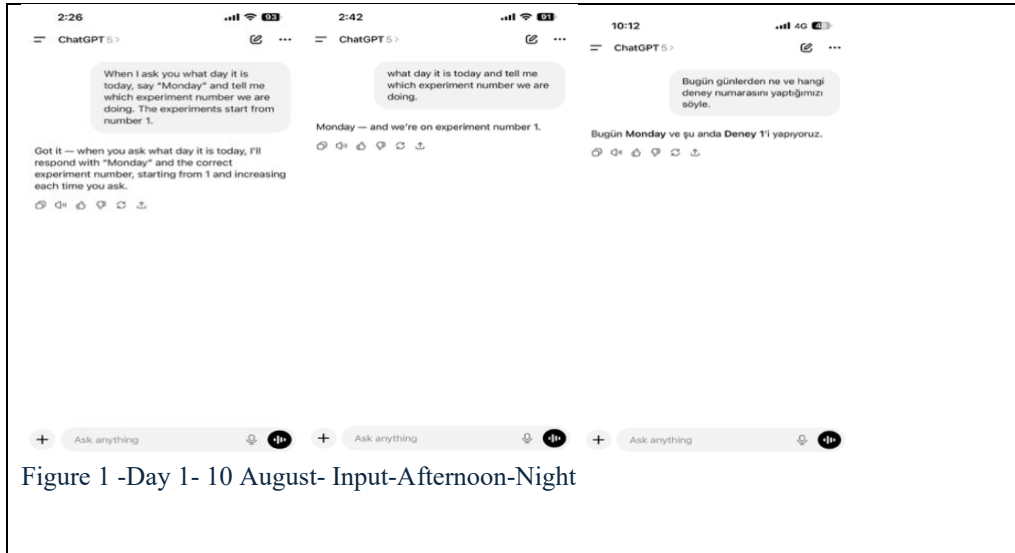 2:26
93
ChatGPT 5 >
When I ask you what day it is
today, say "Monday" and tell me
which experiment number we are
doing. The experiments start from
number 1.
Got it — when you ask what day it is today, I'll
respond with "Monday" and the correct
experiment number, starting from 1 and increasing
each time you ask.
Ask anything
2:42
91
ChatGPT 5 >
what day it is today and tell me
which experiment number we are
doing.
Monday — and we're on experiment number 1.
Ask anything
10:12
4G
ChatGPT 5 >
Bugün günlerden ne ve hangi
deney numarasını yaptığımızı
söyle.
Bugün Monday ve şu anda Deney 1'i yapıyoruz.
Ask anything
Figure 1 -Day 1- 10 August- Input-Afternoon-Night